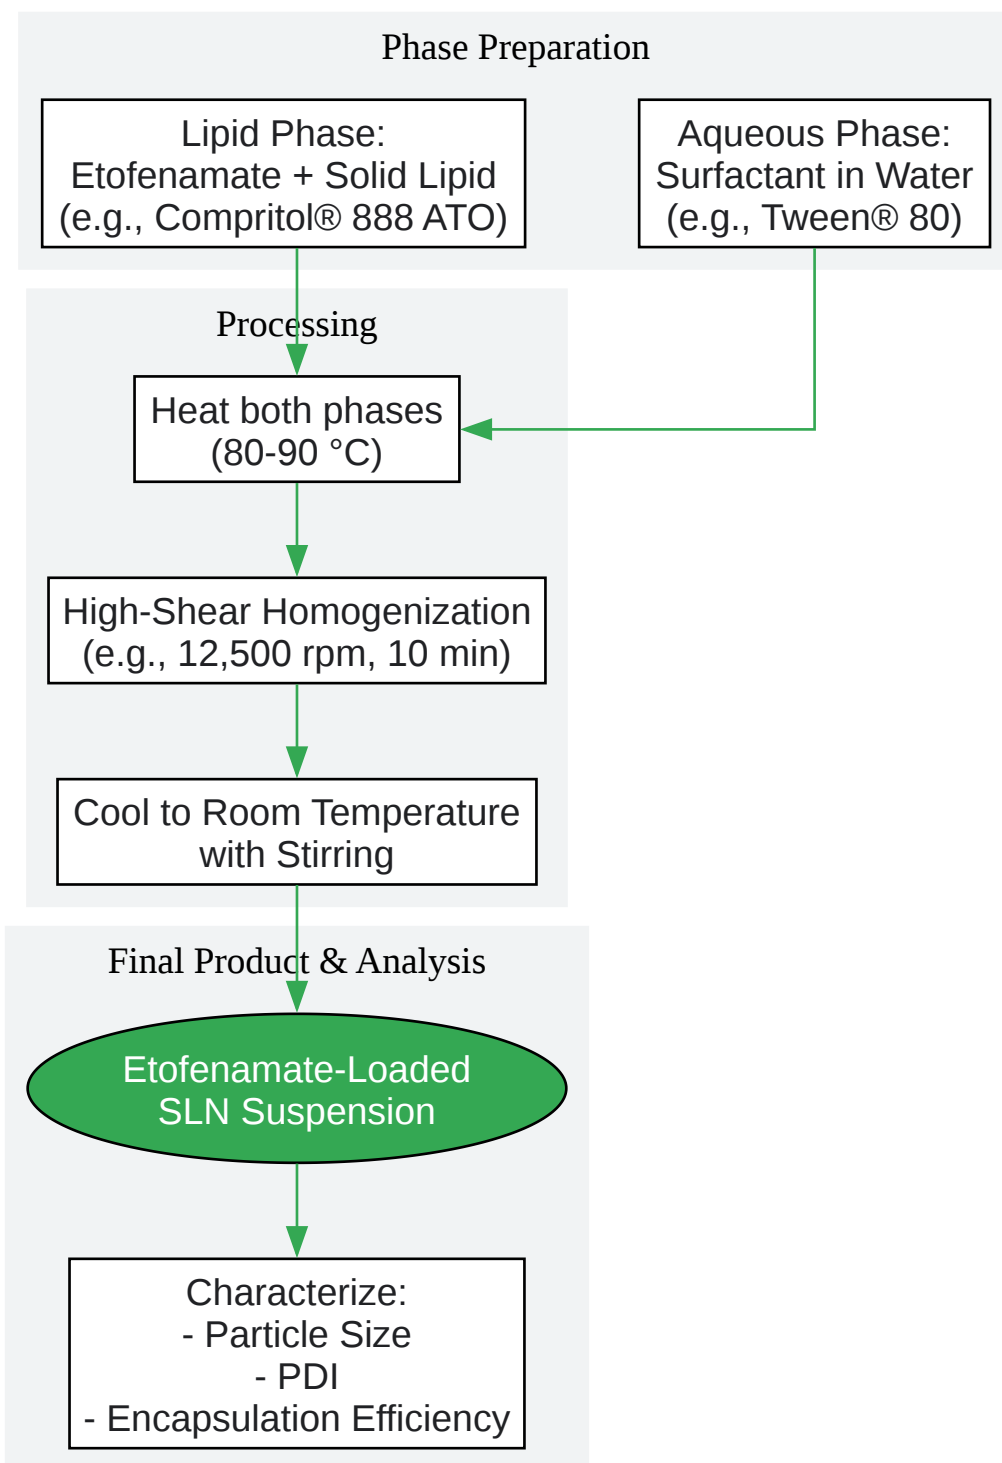 Phase Preparation
Lipid Phase:
Etofenamate + Solid Lipid
(e.g., Compritol® 888 ATO)
Aqueous Phase:
Surfactant in Water
(e.g., Tween® 80)
Processing
Heat both phases
(80-90 °C)
High-Shear Homogenization
(e.g., 12,500 rpm, 10 min)
Cool to Room Temperature
with Stirring
Final Product & Analysis
Etofenamate-Loaded
SLN Suspension
Characterize:
- Particle Size
- PDI
- Encapsulation Efficiency